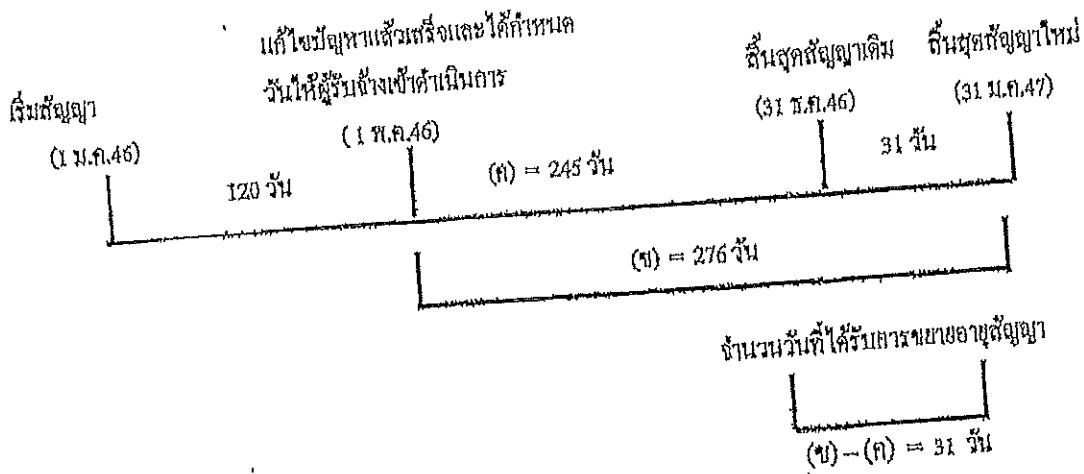 แก้ไขปัญหาแล้วเสร็จและได้กำหนด
วันให้ผู้รับจ้างเข้าดำเนินการ
(1 พ.ค.46)
เริ่มสัญญา
(1 ม.ค.46)
สิ้นสุดสัญญาเดิม
(31 ธ.ค.46)
สิ้นสุดสัญญาใหม่
(31 ม.ค.47)
120 วัน
(ค) = 245 วัน
31 วัน
(ข) = 276 วัน
จำนวนวันที่ได้รับการขยายอายุสัญญา
(ข) – (ค) = 31 วัน